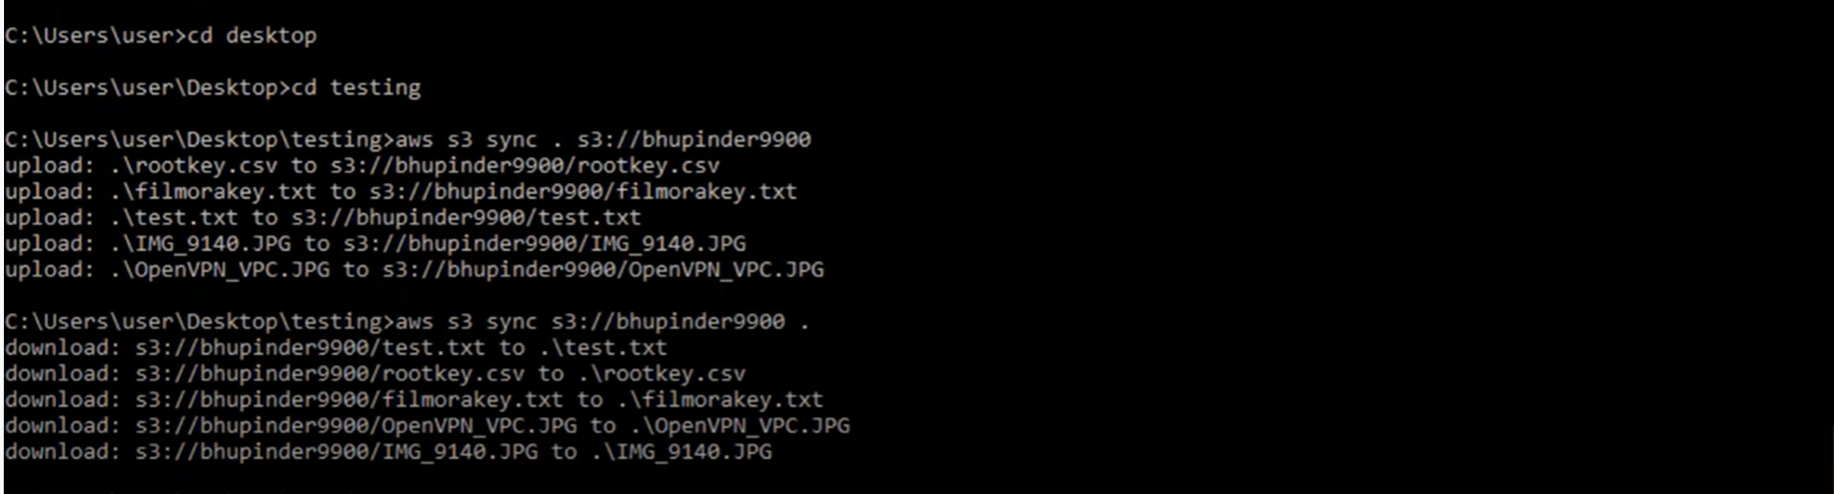 C:\Users\user>cd desktop
C:\Users\user\Desktop>cd testing
C:\Users\user\Desktop\testing>aws s3 sync . s3://bhupinder9900
upload: .\rootkey.csv to s3://bhupinder9900/rootkey.csv
upload: .\filmorakey.txt to s3://bhupinder9900/filmorakey.txt
upload: .\test.txt to s3://bhupinder9900/test.txt
upload: .\IMG_9140.JPG to s3://bhupinder9900/IMG_9140.JPG
upload: .\OpenVPN_VPC.JPG to s3://bhupinder9900/OpenVPN_VPC.JPG
C:\Users\user\Desktop\testing>aws s3 sync s3://bhupinder9900 .
download: s3://bhupinder9900/test.txt to .\test.txt
download: s3://bhupinder9900/rootkey.csv to .\rootkey.csv
download: s3://bhupinder9900/filmorakey.txt to .\filmorakey.txt
download: s3://bhupinder9900/OpenVPN_VPC.JPG to .\OpenVPN_VPC.JPG
download: s3://bhupinder9900/IMG_9140.JPG to .\IMG_9140.JPG